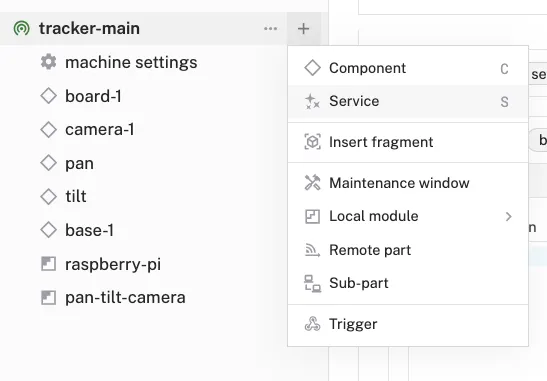 tracker-main ... +
machine settings
board-1
camera-1
pan
tilt
base-1
raspberry-pi
pan-tilt-camera
Component C
Service S
Insert fragment
Maintenance window
Local module
Remote part
Sub-part
Trigger
se
b
n